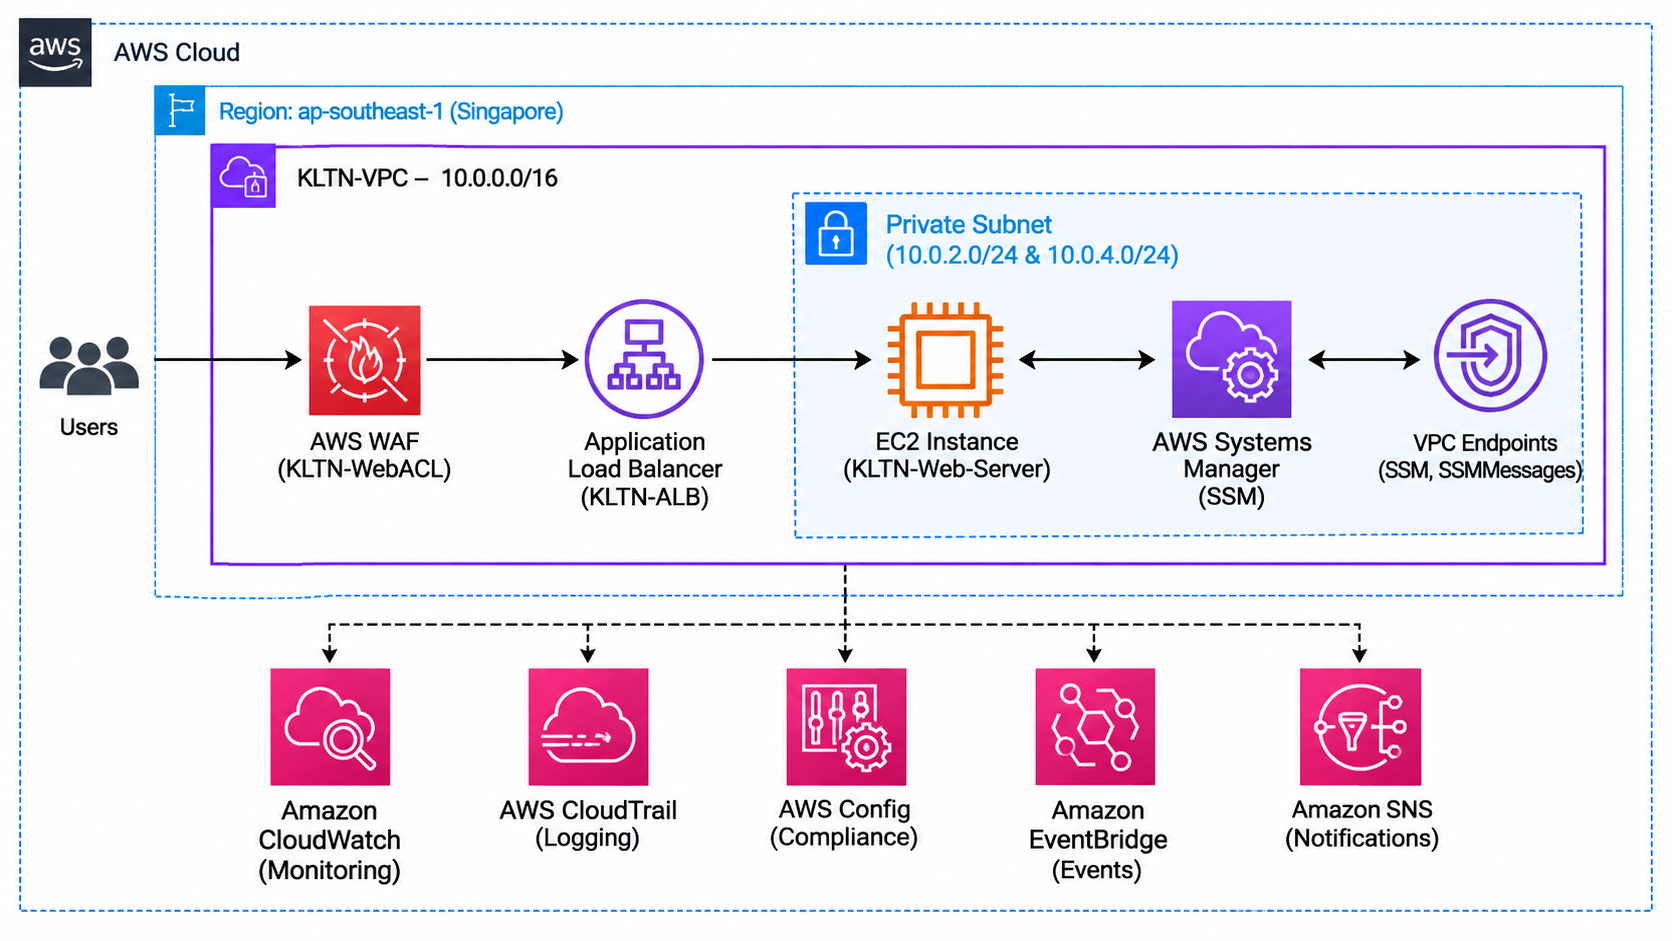 aws
AWS Cloud
Region: ap-southeast-1 (Singapore)
KLTN-VPC – 10.0.0.0/16
Private Subnet
(10.0.2.0/24 & 10.0.4.0/24)
Users
AWS WAF
(KLTN-WebACL)
Application
Load Balancer
(KLTN-ALB)
EC2 Instance
(KLTN-Web-Server)
AWS Systems
Manager
(SSM)
VPC Endpoints
(SSM, SSMMessages)
Amazon
CloudWatch
(Monitoring)
AWS CloudTrail
(Logging)
AWS Config
(Compliance)
Amazon
EventBridge
(Events)
Amazon SNS
(Notifications)